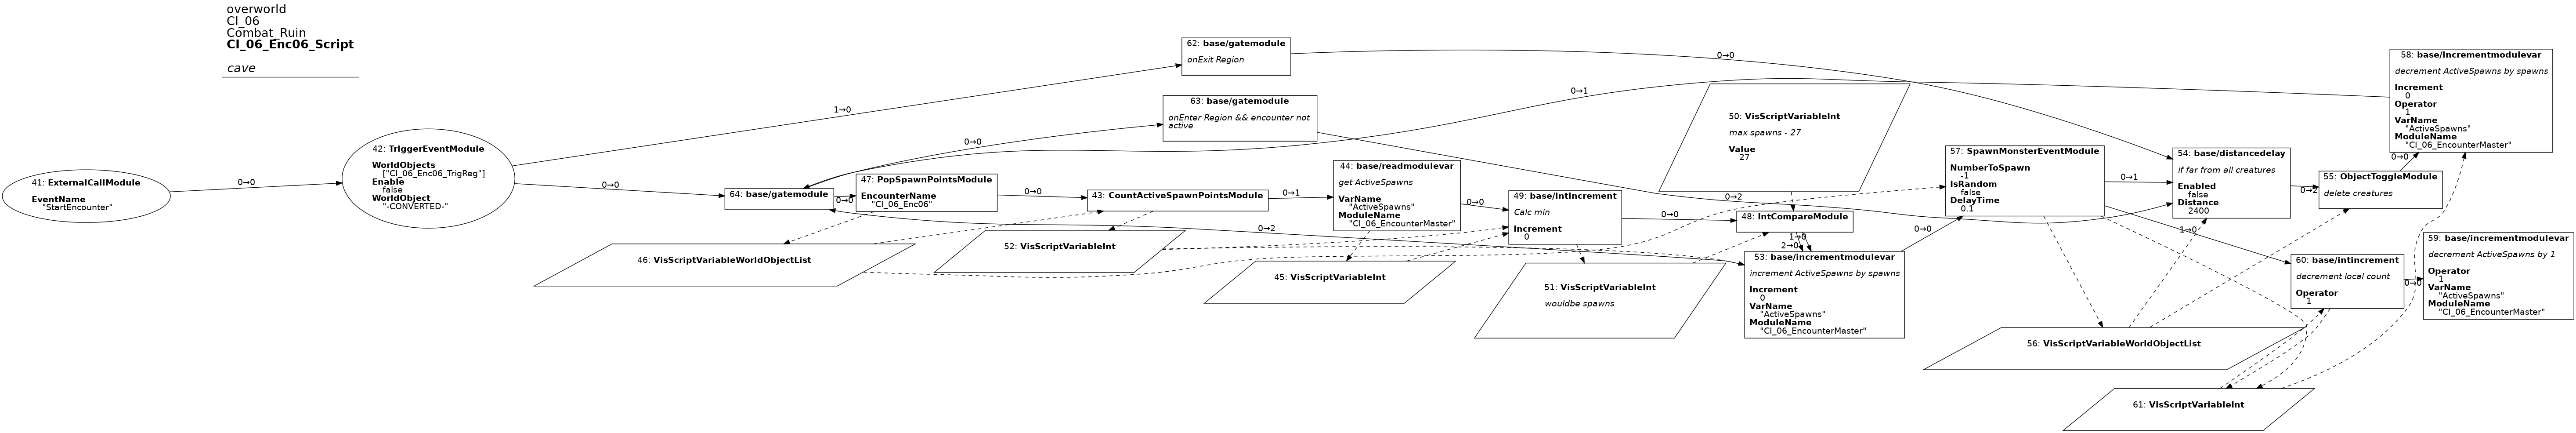 overworld
CI_06
Combat_Ruin
CI_06_Enc06_Script
cave
41: ExternalCallModule
EventName
"StartEncounter"
0→0
42: TriggerEventModule
WorldObjects
["CI_06_Enc06_TrigReg"]
Enable
false
WorldObject
"-CONVERTED-"
1→0
0→0
62: base/gatemodule
onExit Region
0→0
63: base/gatemodule
onEnter Region && encounter not
active
0→0
0→1
0→2
64: base/gatemodule
0→0
47: PopSpawnPointsModule
EncounterName
"CI_06_Enc06"
0→0
46: VisScriptVariableWorldObjectList
43: CountActiveSpawnPointsModule
0→1
52: VisScriptVariableInt
0→2
44: base/readmodulevar
get ActiveSpawns
VarName
"ActiveSpawns"
ModuleName
"CI_06_EncounterMaster"
0→0
45: VisScriptVariableInt
49: base/intincrement
Calc min
Increment
0
0→0
51: VisScriptVariableInt
wouldbe spawns
50: VisScriptVariableInt
max spawns - 27
Value
27
48: IntCompareModule
1→0
2→0
53: base/incrementmodulevar
increment ActiveSpawns by spawns
Increment
0
VarName
"ActiveSpawns"
ModuleName
"CI_06_EncounterMaster"
0→0
57: SpawnMonsterEventModule
NumberToSpawn
-1
IsRandom
false
DelayTime
0.1
0→1
1→0
54: base/distancedelay
if far from all creatures
Enabled
false
Distance
2400
0→2
55: ObjectToggleModule
delete creatures
0→0
58: base/incrementmodulevar
decrement ActiveSpawns by spawns
Increment
0
Operator
1
VarName
"ActiveSpawns"
ModuleName
"CI_06_EncounterMaster"
60: base/intincrement
decrement local count
Operator
1
0→0
59: base/incrementmodulevar
decrement ActiveSpawns by 1
Operator
1
VarName
"ActiveSpawns"
ModuleName
"CI_06_EncounterMaster"
56: VisScriptVariableWorldObjectList
61: VisScriptVariableInt